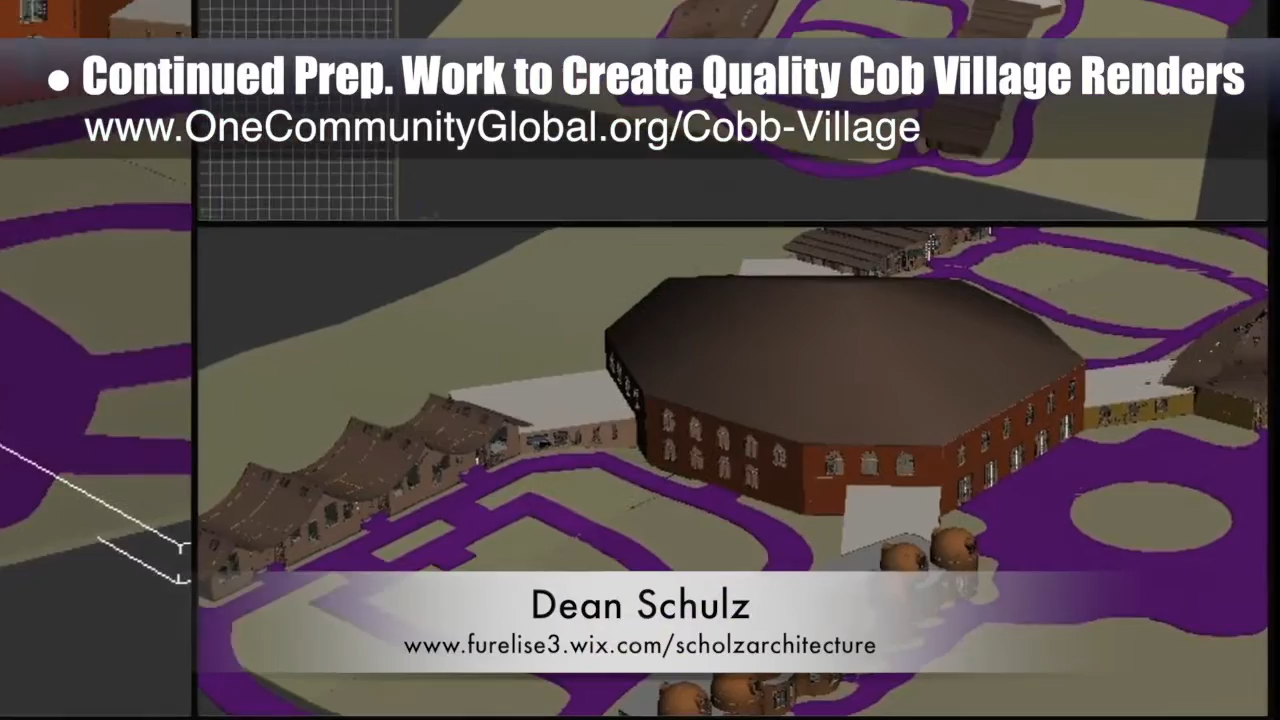 • Continued Prep. Work to Create Quality Cob Village Renders
www.OneCommunityGlobal.org/Cobb-Village
Dean Schulz
www.furelise3.wix.com/scholzarchitecture